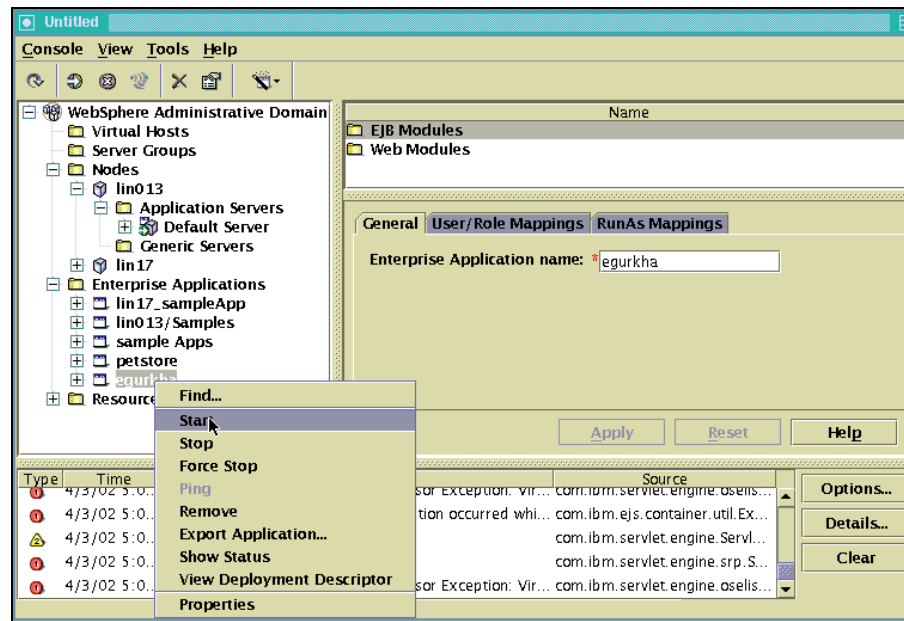 Untitled
Console View Tools Help
WebSphere Administrative Domain
Virtual Hosts
Server Groups
Nodes
lin013
Application Servers
Default Server
Generic Servers
lin17
Enterprise Applications
lin17_sampleApp
lin013/Samples
sample Apps
petstore
egurkha
Resource
Name
EJB Modules
Web Modules
General User/Role Mappings RunAs Mappings
Enterprise Application name: *egurkha
Apply Reset Help
Find...
Start
Stop
Force Stop
Ping
Remove
Export Application...
Show Status
View Deployment Descriptor
Properties
Type Time Source
4/3/02 5:0.. sor Exception: Vir... com.ibm.servlet.engine.oselis...
4/3/02 5:0.. tion occurred whi... com.ibm.ejs.container.util.Ex...
4/3/02 5:0.. com.ibm.servlet.engine.Servl...
4/3/02 5:0.. com.ibm.servlet.engine.srp.S...
4/3/02 5:0.. sor Exception: Vir... com.ibm.servlet.engine.oselis...
Options...
Details...
Clear